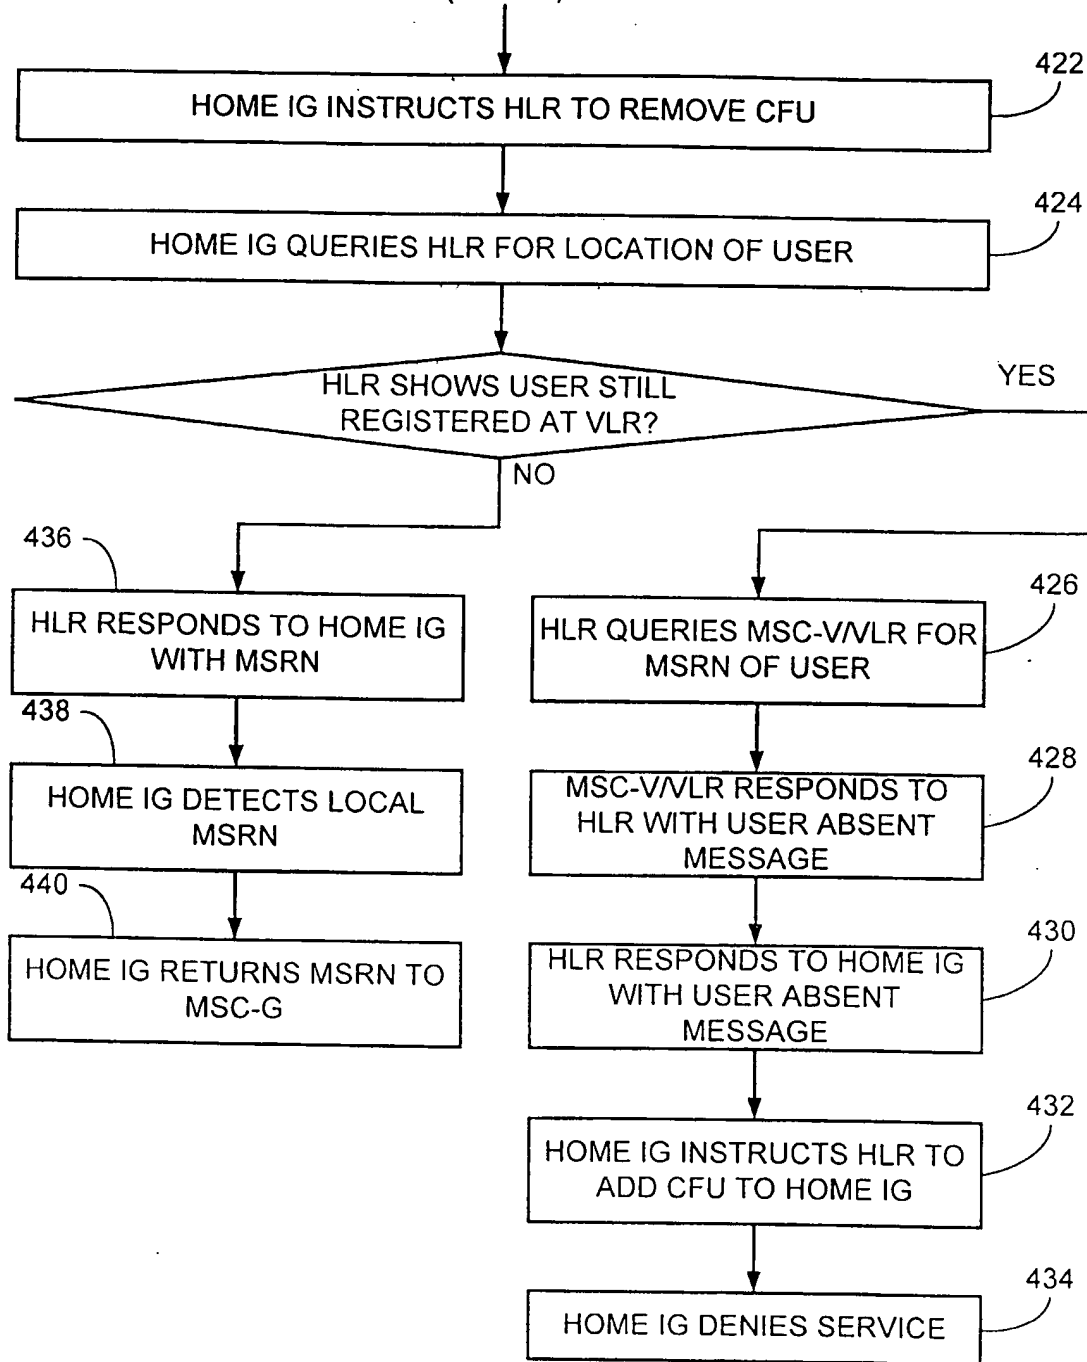 422
HOME IG INSTRUCTS HLR TO REMOVE CFU
424
HOME IG QUERIES HLR FOR LOCATION OF USER
HLR SHOWS USER STILL
REGISTERED AT VLR?
YES
NO
436
HLR RESPONDS TO HOME IG
WITH MSRN
438
HOME IG DETECTS LOCAL
MSRN
440
HOME IG RETURNS MSRN TO
MSC-G
426
HLR QUERIES MSC-V/VLR FOR
MSRN OF USER
428
MSC-V/VLR RESPONDS TO
HLR WITH USER ABSENT
MESSAGE
430
HLR RESPONDS TO HOME IG
WITH USER ABSENT
MESSAGE
432
HOME IG INSTRUCTS HLR TO
ADD CFU TO HOME IG
434
HOME IG DENIES SERVICE